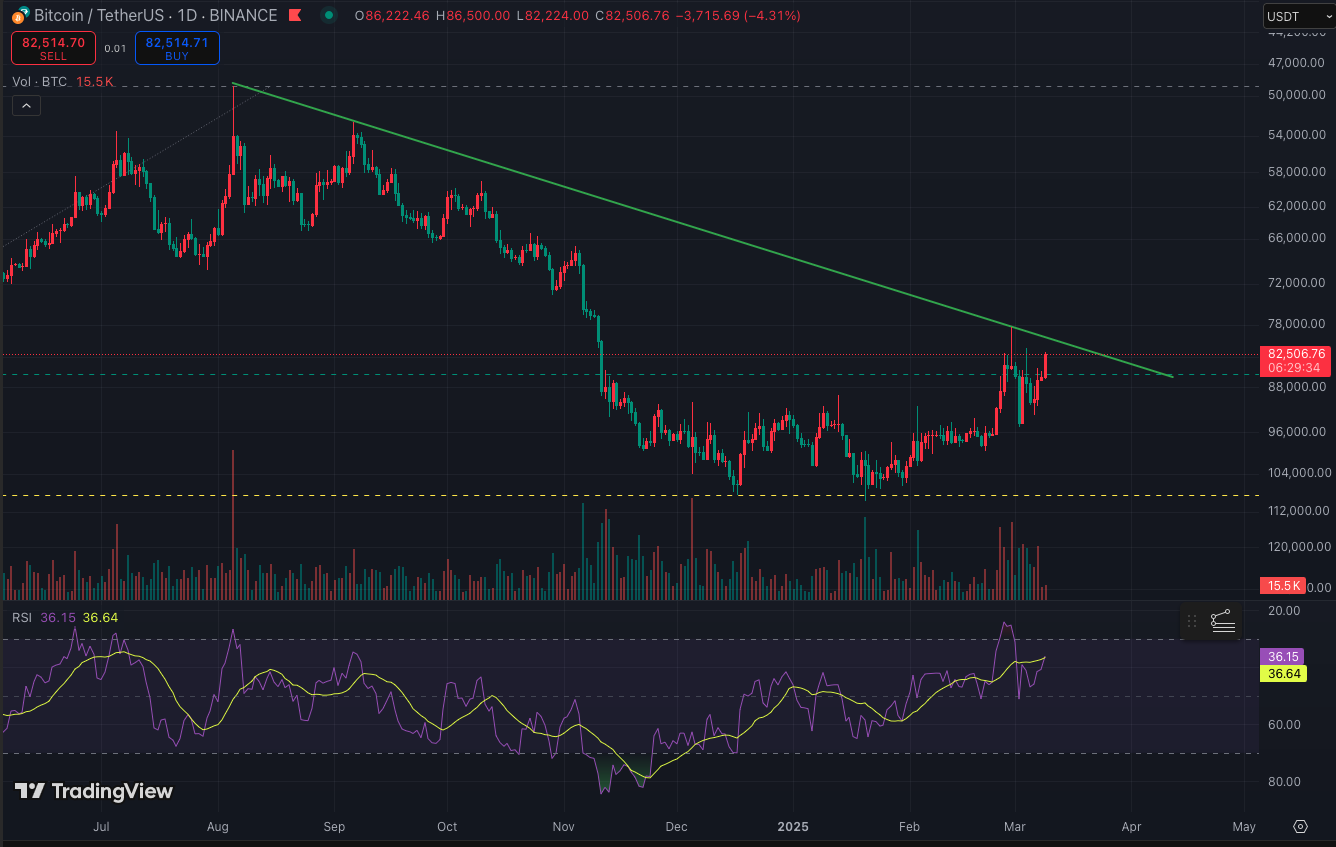 Bitcoin / TetherUS · 1D · BINANCE O86,222.46 H86,500.00 L82,224.00 C82,506.76 −3,715.69 (−4.31%)
USDT
82,514.70
SELL
0.01
82,514.71
BUY
Vol · BTC 15.5K
44,200.00
47,000.00
50,000.00
54,000.00
58,000.00
62,000.00
66,000.00
72,000.00
78,000.00
82,506.76
06:29:34
88,000.00
96,000.00
104,000.00
112,000.00
120,000.00
15.5K
RSI 36.15 36.64
20.00
36.15
36.64
60.00
80.00
TradingView
Jul Aug Sep Oct Nov Dec 2025 Feb Mar Apr May